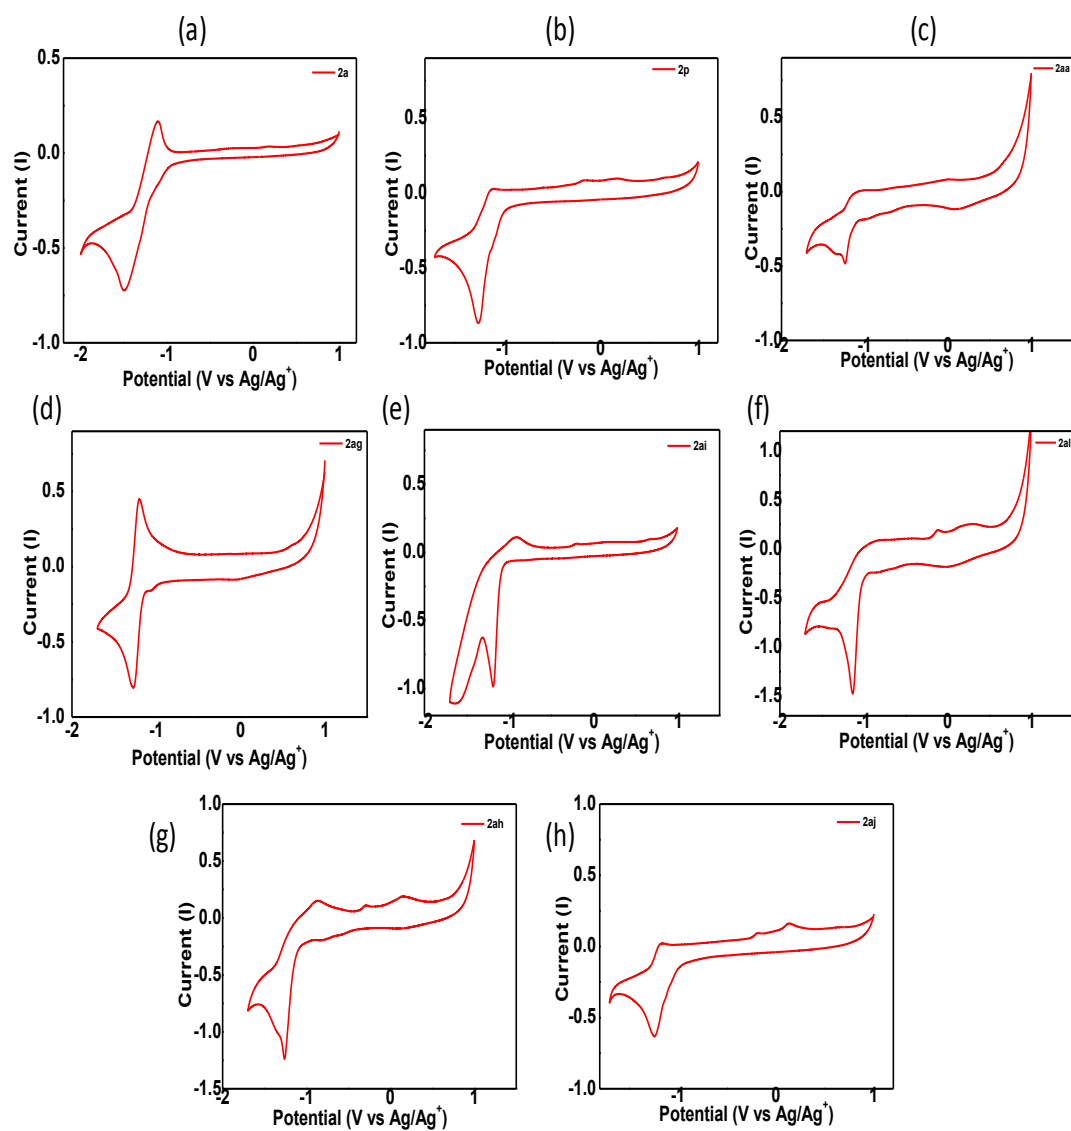 (a)
0.5
0.0
-0.5
-1.0
-2
-1
0
1
2a
Current (I)
Potential (V vs Ag/Ag+)
(b)
0.5
0.0
-0.5
-1.0
-1
0
1
2p
Current (I)
Potential (V vs Ag/Ag+)
(c)
0.5
0.0
-0.5
-1.0
-2
-1
0
1
2aa
Current (I)
Potential (V vs Ag/Ag+)
(d)
0.5
0.0
-0.5
-1.0
-2
-1
0
1
2ag
Current (I)
Potential (V vs Ag/Ag+)
(e)
0.5
0.0
-0.5
-1.0
-2
-1
0
1
2ai
Current (I)
Potential (V vs Ag/Ag+)
(f)
1.0
0.5
0.0
-0.5
-1.0
-1.5
-2
-1
0
1
Current (I)
Potential (V vs Ag/Ag+)
(g)
1.0
0.5
0.0
-0.5
-1.0
-1.5
-2
-1
0
1
2ah
Current (I)
Potential (V vs Ag/Ag+)
(h)
1.0
0.5
0.0
-0.5
-1.0
-1
0
1
2aj
Current (I)
Potential (V vs Ag/Ag+)